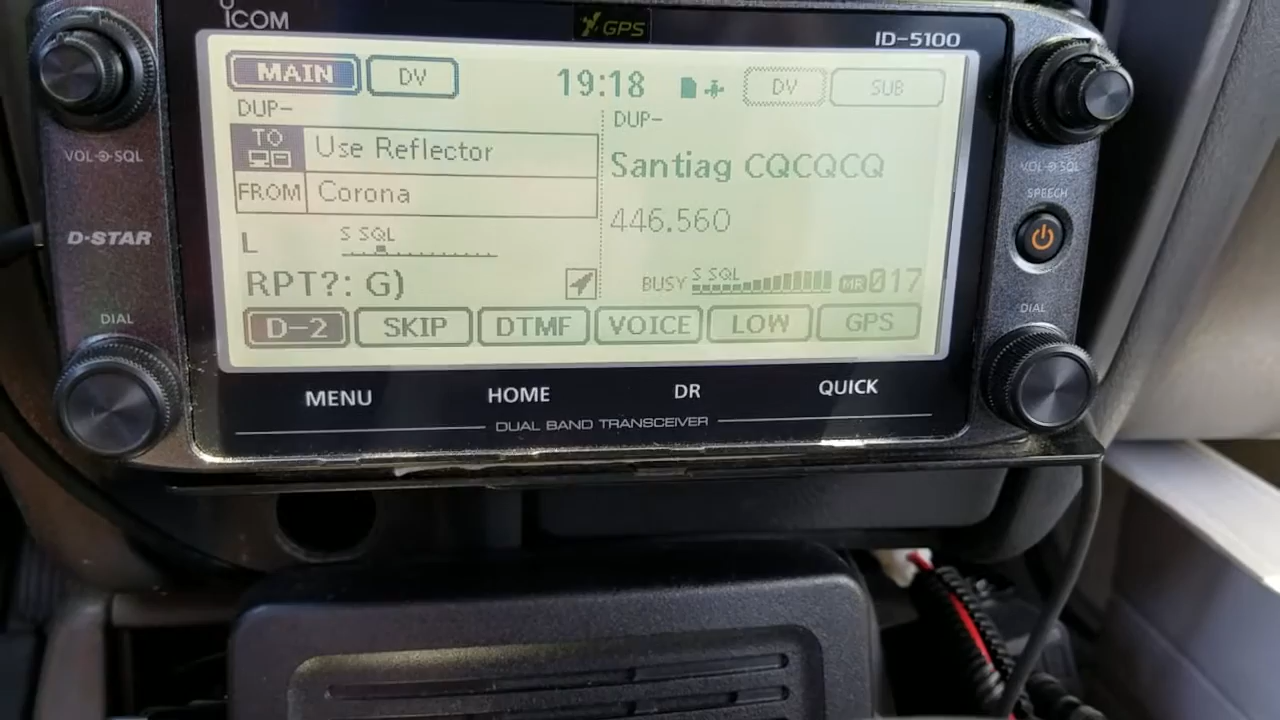 ICOM
GPS
ID-5100
MAIN DV 19:18 DV SUB
DUP-
TO Use Reflector
FROM Corona
L S SQL
RPT?: G)
DUP-
Santiag CQCQCQ
446.560
BUSY S SQL MR 017
D-2 SKIP DTMF VOICE LOW GPS
VOL SQL
D-STAR
DIAL
VOL SQL
SPEECH
DIAL
MENU HOME DR QUICK
DUAL BAND TRANSCEIVER